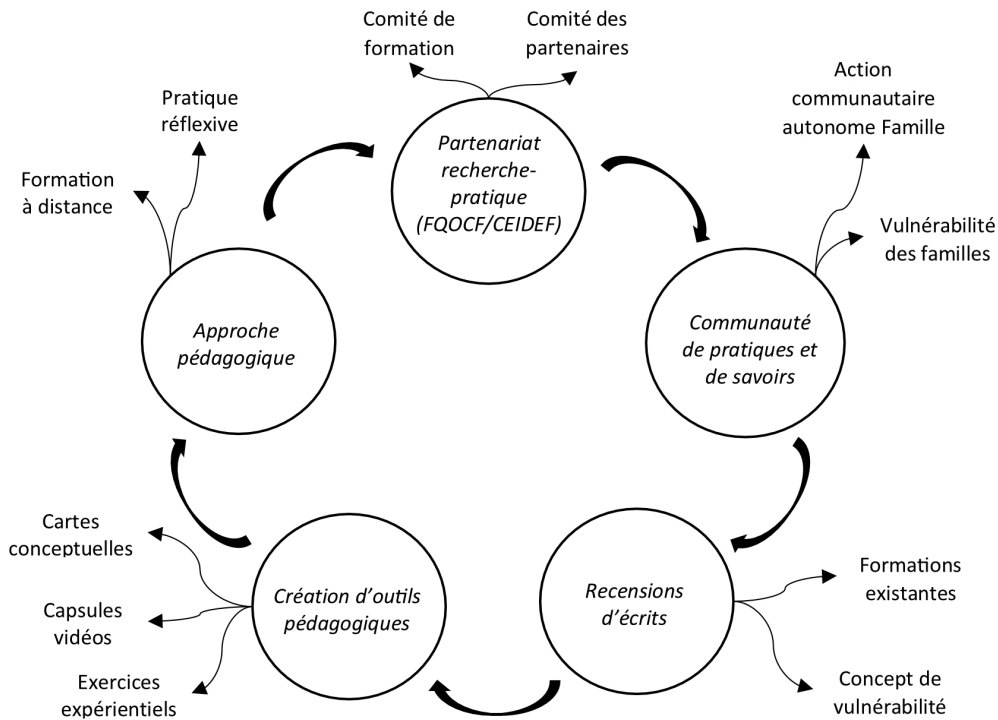 Comité de
formation
Comité des
partenaires
Partenariat
recherche-
pratique
(FQOCF/CEIDEF)
Action
communautaire
autonome Famille
Vulnérabilité
des familles
Communauté
de pratiques et
de savoirs
Formations
existantes
Concept de
vulnérabilité
Recensions
d’écrits
Création d’outils
pédagogiques
Cartes
conceptuelles
Capsules
vidéos
Exercices
expérientiels
Approche
pédagogique
Formation
à distance
Pratique
réflexive